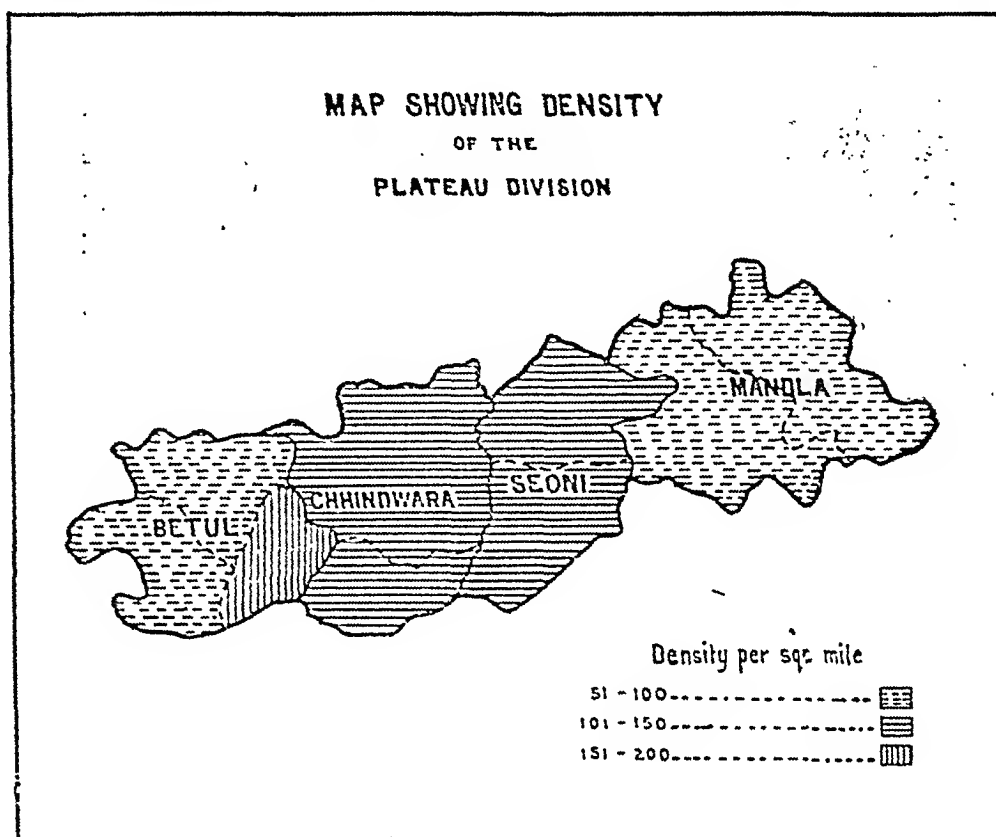 MAP SHOWING DENSITY
OF THE
PLATEAU DIVISION
MANDLA
SEONI
CHHINDWARA
BETUL
Density per sqr mile
51 - 100
101 - 150
151 - 200